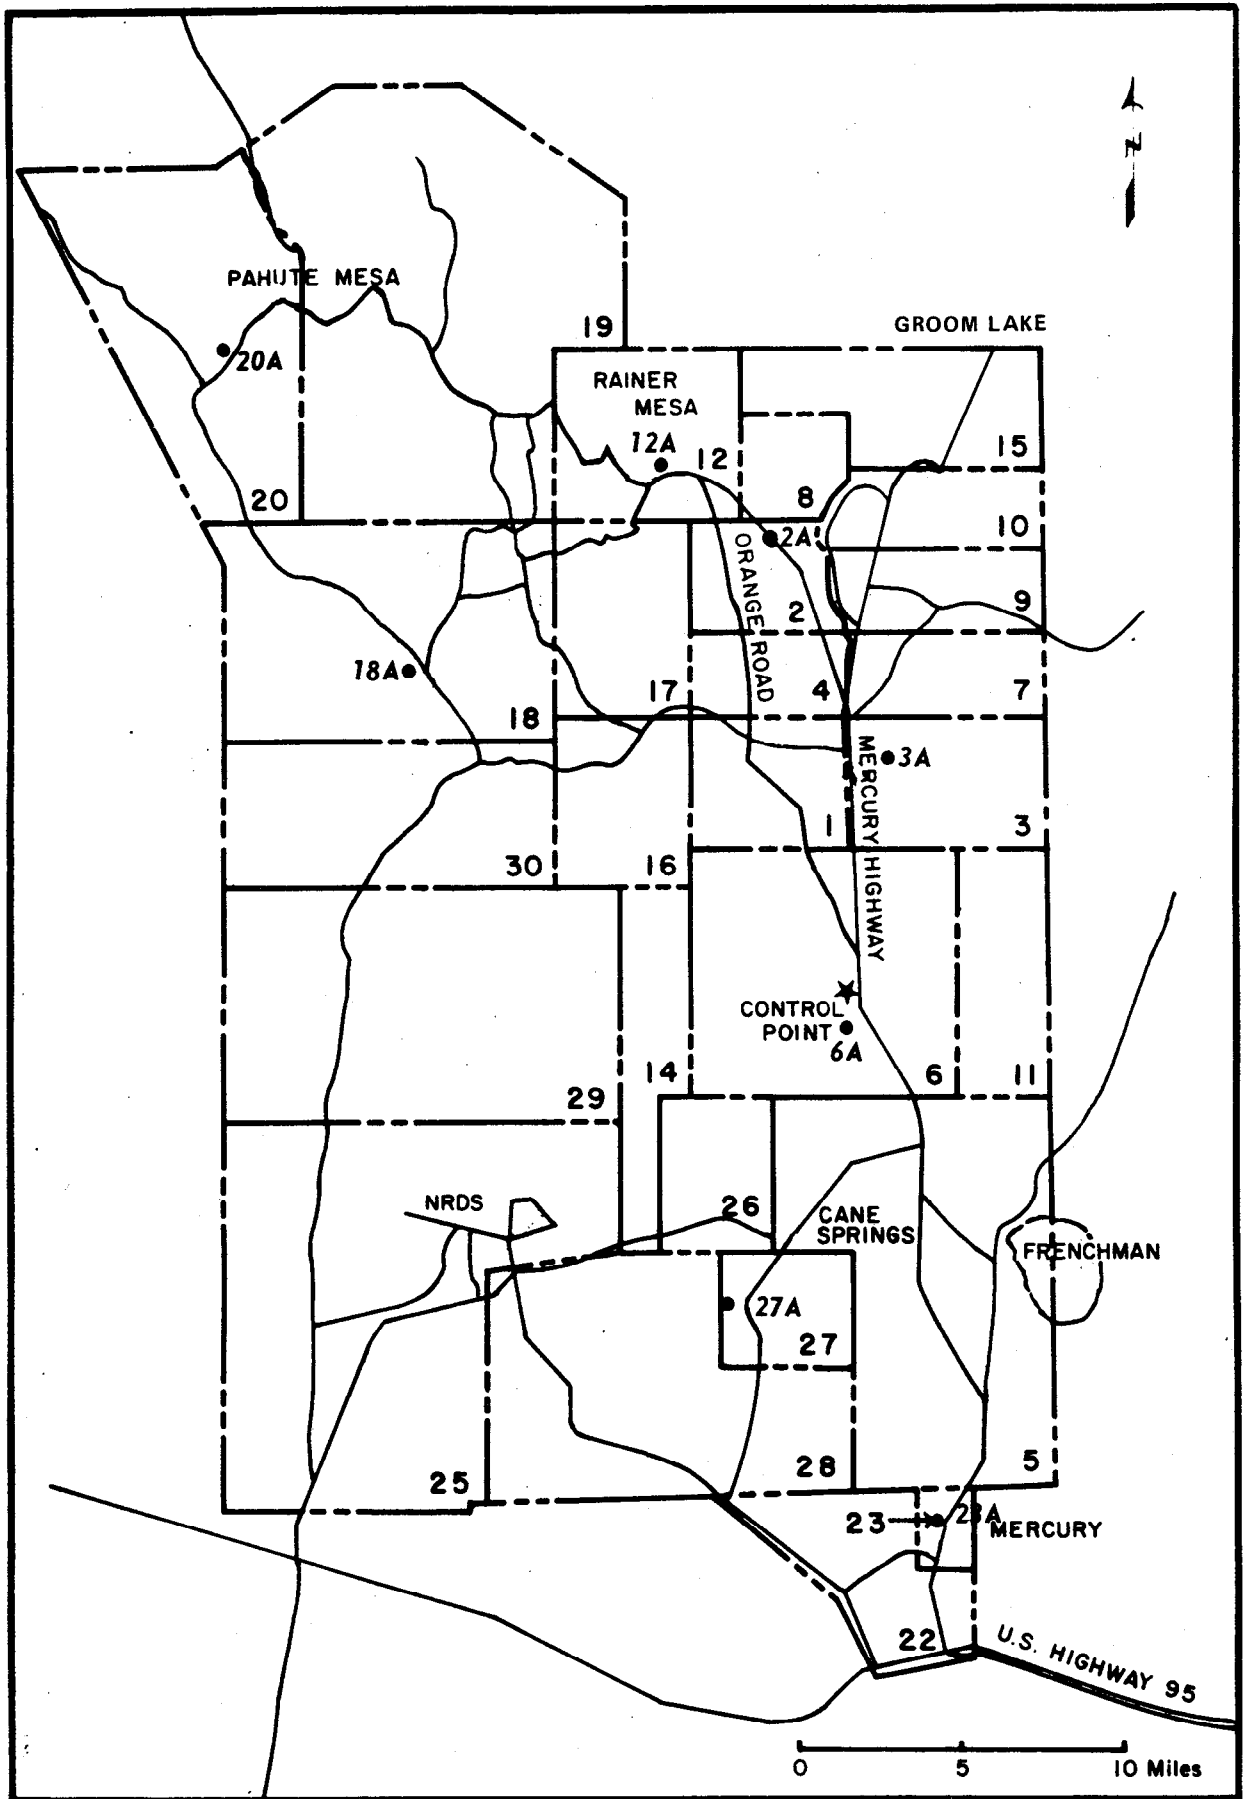 N
PAHUTE MESA
19
GROOM LAKE
20A
RAINER
MESA
12A
12
15
20
8
10
2A
ORANGE ROAD
2
9
18A
17
4
7
18
MERCURY HIGHWAY
3A
1
3
30
16
CONTROL
POINT
6A
14
6
11
29
NRDS
26
CANE
SPRINGS
FRENCHMAN
27A
27
25
28
5
23
23A
MERCURY
22
U.S. HIGHWAY 95
0 5 10 Miles